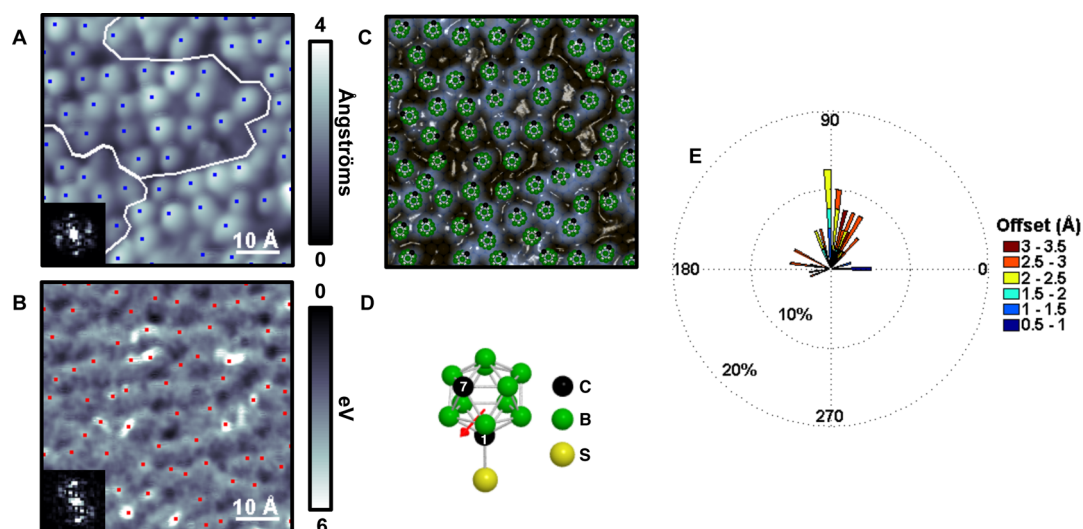 A
4
Ångströms
0
10 Å
B
0
eV
6
10 Å
C
D
7
1
C
B
S
E
90
180
0
270
10%
20%
Offset (Å)
3 - 3.5
2.5 - 3
2 - 2.5
1.5 - 2
1 - 1.5
0.5 - 1